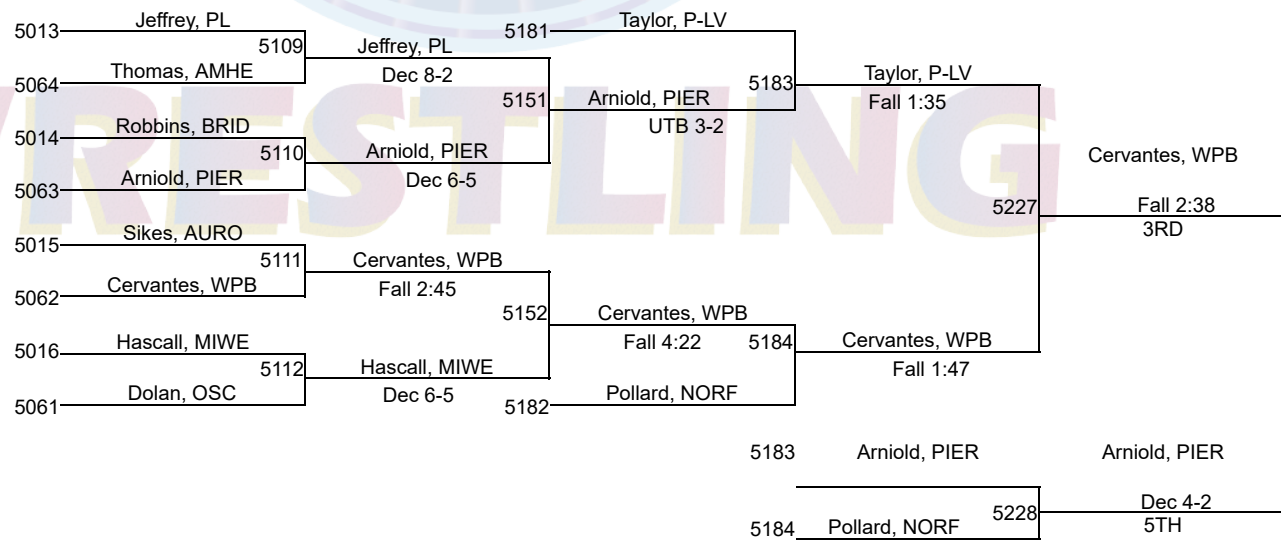 Jeffrey, PL
Taylor, P-LV
5013
5181
5109
Jeffrey, PL
Thomas, AMHE
Taylor, P-LV
5064
Dec 8-2
5183
5151
Arniold, PIER
Fall 1:35
Robbins, BRID
UTB 3-2
5014
5110
Arniold, PIER
Cervantes, WPB
Arniold, PIER
Dec 6-5
5063
5227
Fall 2:38
Sikes, AURO
3RD
5015
5111
Cervantes, WPB
Cervantes, WPB
Fall 2:45
5062
5152
Cervantes, WPB
Hascall, MIWE
Fall 4:22
5184
Cervantes, WPB
5016
5112
Hascall, MIWE
Fall 1:47
Dolan, OSC
Dec 6-5
Pollard, NORF
5061
5182
5183
Arniold, PIER
Arniold, PIER
Dec 4-2
5228
5184
Pollard, NORF
5TH
WRESTLING